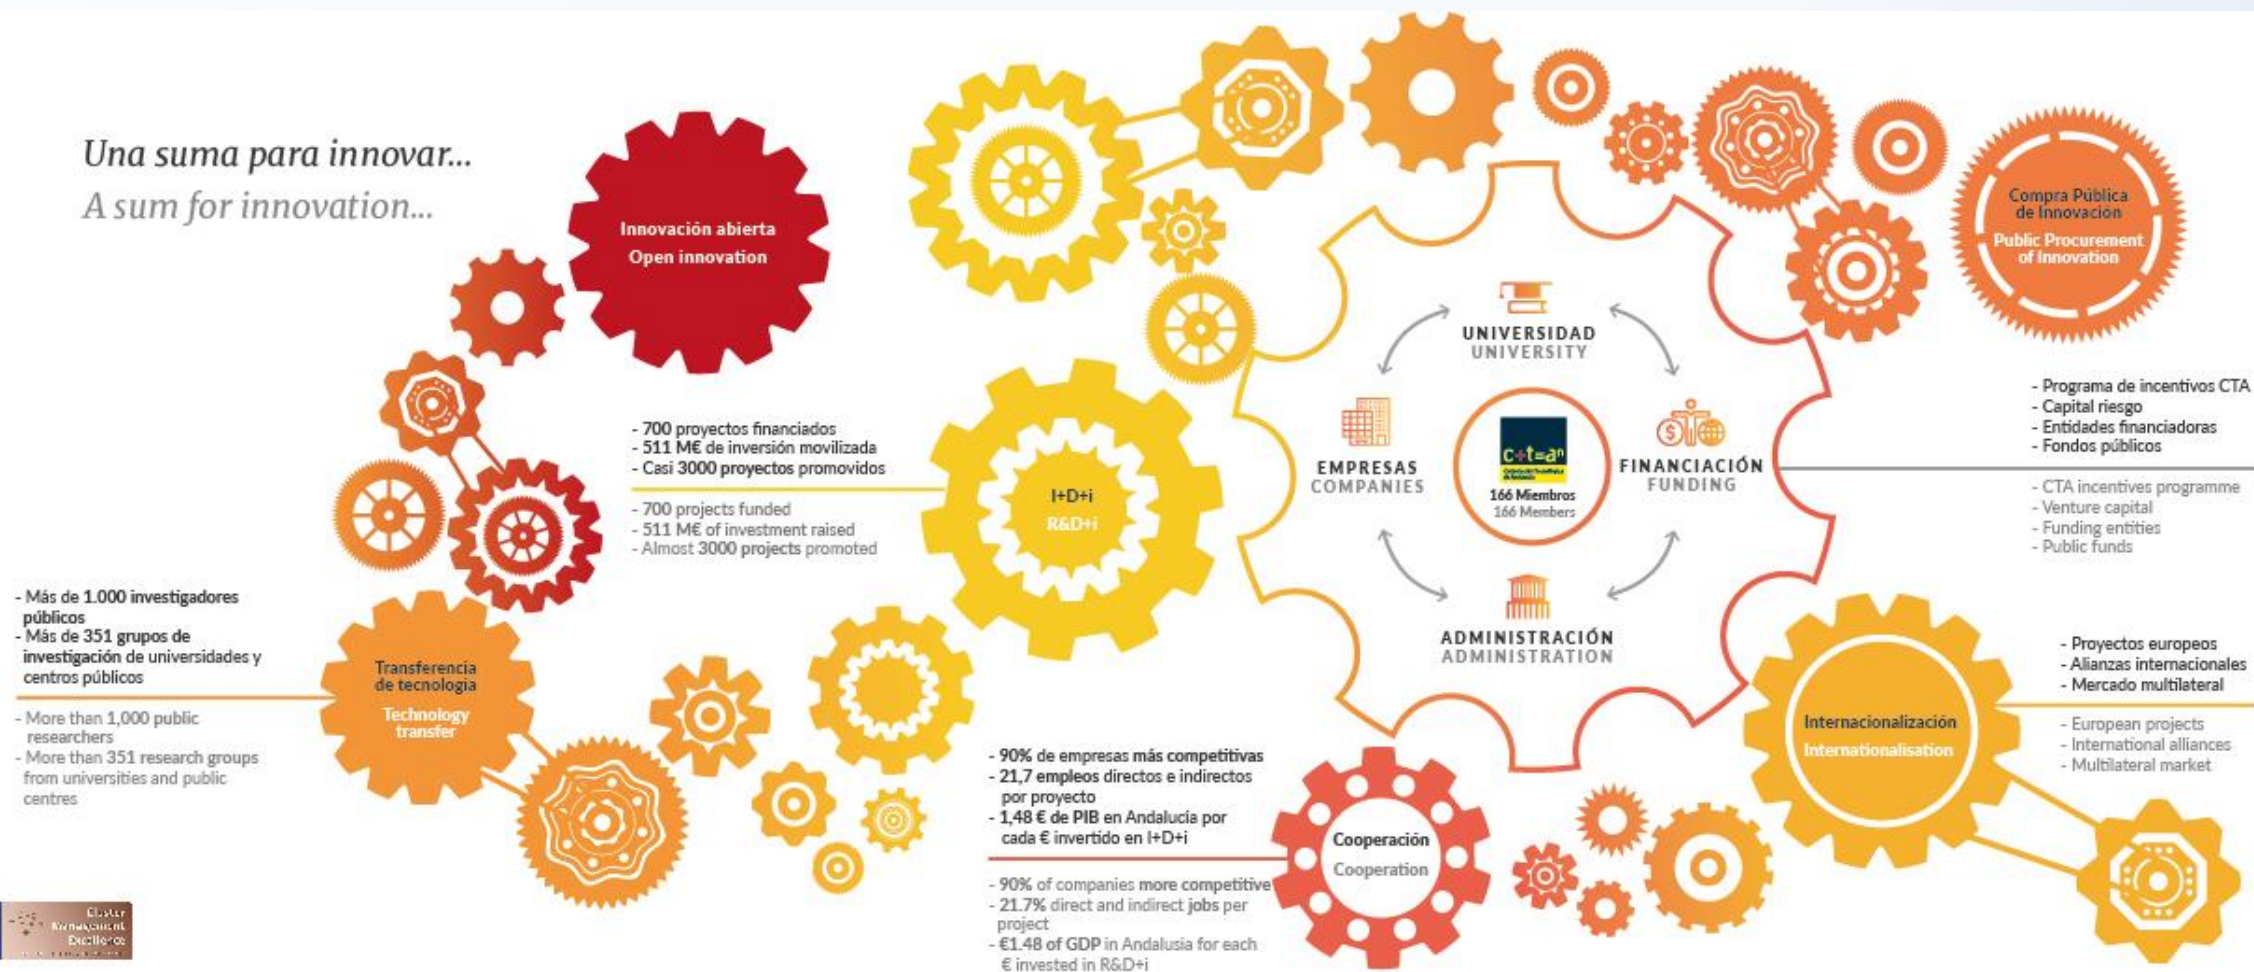 Una suma para innovar...
A sum for innovation...
Innovación abierta
Open innovation
Compra Pública
de Innovación
Public Procurement
of Innovation
UNIVERSIDAD
UNIVERSITY
EMPRESAS
COMPANIES
c+t=aⁿ
166 Miembros
166 Members
FINANCIACIÓN
FUNDING
ADMINISTRACIÓN
ADMINISTRATION
- Programa de incentivos CTA
- Capital riesgo
- Entidades financiadoras
- Fondos públicos
- CTA incentives programme
- Venture capital
- Funding entities
- Public funds
- 700 proyectos financiados
- 511 M€ de inversión movilizada
- Casi 3000 proyectos promovidos
- 700 projects funded
- 511 M€ of investment raised
- Almost 3000 projects promoted
I+D+i
R&D+i
- Más de 1.000 investigadores
públicos
- Más de 351 grupos de
investigación de universidades y
centros públicos
- More than 1,000 public
researchers
- More than 351 research groups
from universities and public
centres
Transferencia
de tecnología
Technology
transfer
- 90% de empresas más competitivas
- 21,7 empleos directos e indirectos
por proyecto
- 1,48 € de PIB en Andalucía por
cada € invertido en I+D+i
- 90% of companies more competitive
- 21.7% direct and indirect jobs per
project
- €1.48 of GDP in Andalusia for each
€ invested in R&D+i
Cooperación
Cooperation
Internacionalización
Internationalisation
- Proyectos europeos
- Alianzas internacionales
- Mercado multilateral
- European projects
- International alliances
- Multilateral market
Cluster
Management
Excellence